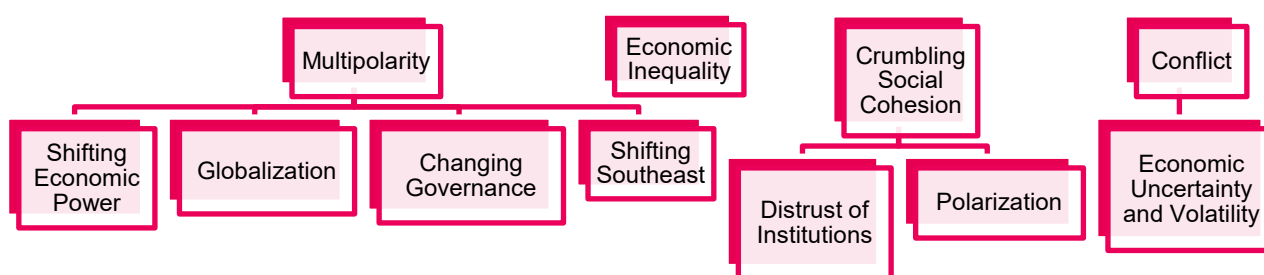 Multipolarity
Economic
Inequality
Crumbling
Social
Cohesion
Conflict
Shifting
Economic
Power
Globalization
Changing
Governance
Shifting
Southeast
Distrust of
Institutions
Polarization
Economic
Uncertainty
and Volatility